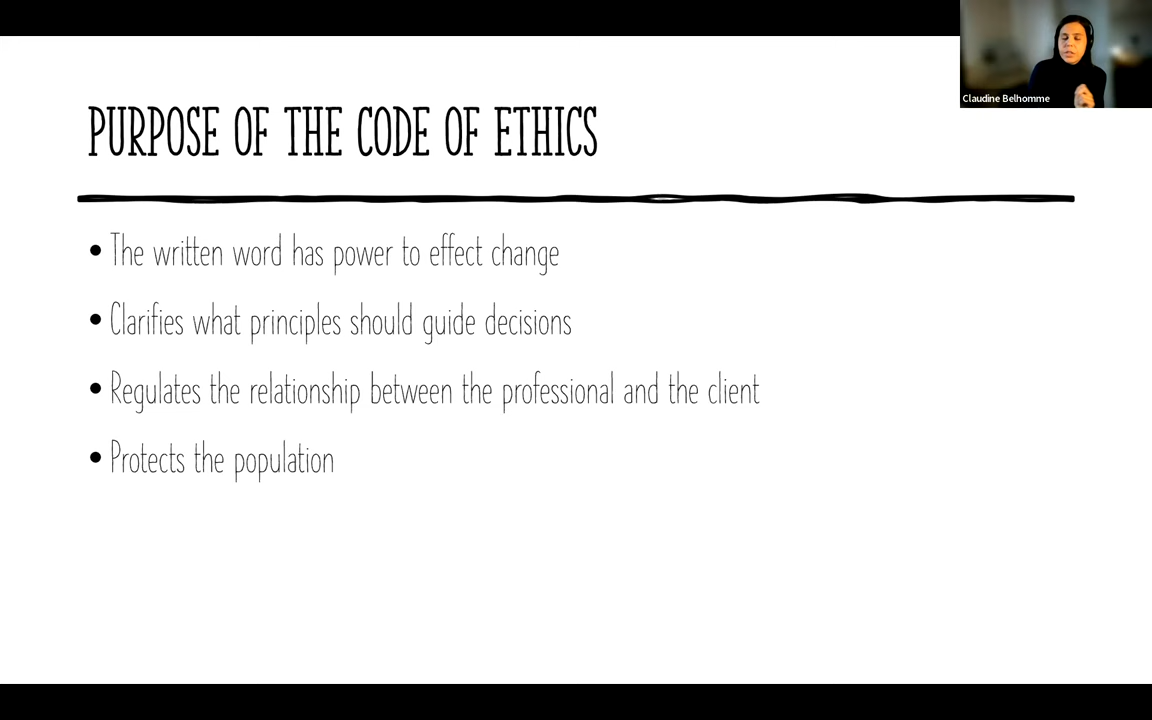 Claudine Belhomme
PURPOSE OF THE CODE OF ETHICS
• The written word has power to effect change
• Clarifies what principles should guide decisions
• Regulates the relationship between the professional and the client
• Protects the population